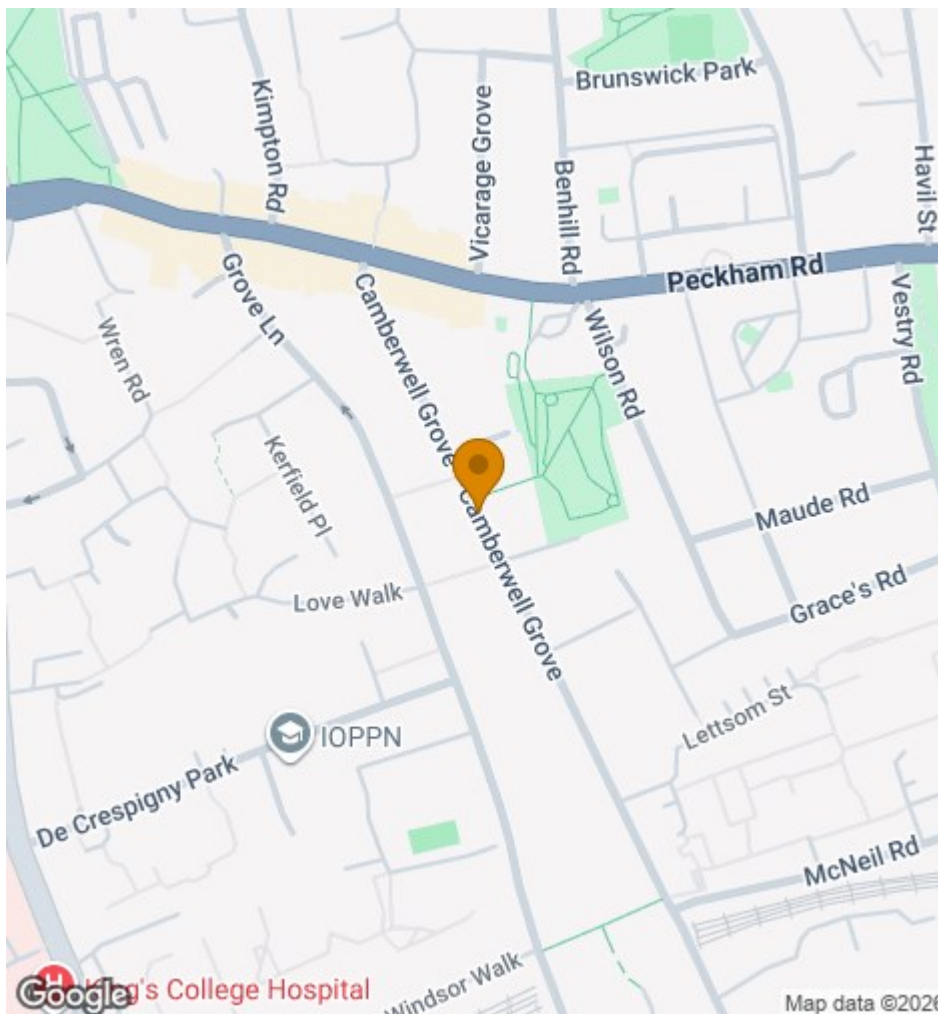 Brunswick Park
Kimpton Rd
Vicarage Grove
Benhill Rd
Havil St
Peckham Rd
Grove Ln
Camberwell Grove
Wilson Rd
Vestry Rd
Wren Rd
Kerfield Pl
Camberwell Grove
Maude Rd
Love Walk
Grace's Rd
Lettsom St
IOPPN
De Crespigny Park
McNeil Rd
Windsor Walk
H King's College Hospital
Google
Map data ©2026